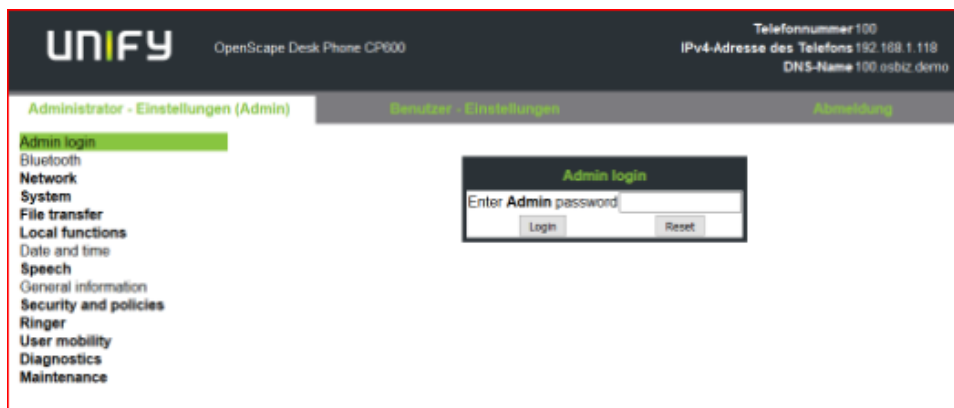 UNIFY
OpenScape Desk Phone CP600
Telefonnummer 100
IPv4-Adresse des Telefons 192.168.1.118
DNS-Name 100.osbiz.demo
Administrator - Einstellungen (Admin)
Benutzer - Einstellungen
Abmeldung
Admin login
Bluetooth
Network
System
File transfer
Local functions
Date and time
Speech
General information
Security and policies
Ringer
User mobility
Diagnostics
Maintenance
Admin login
Enter Admin password
Login
Reset